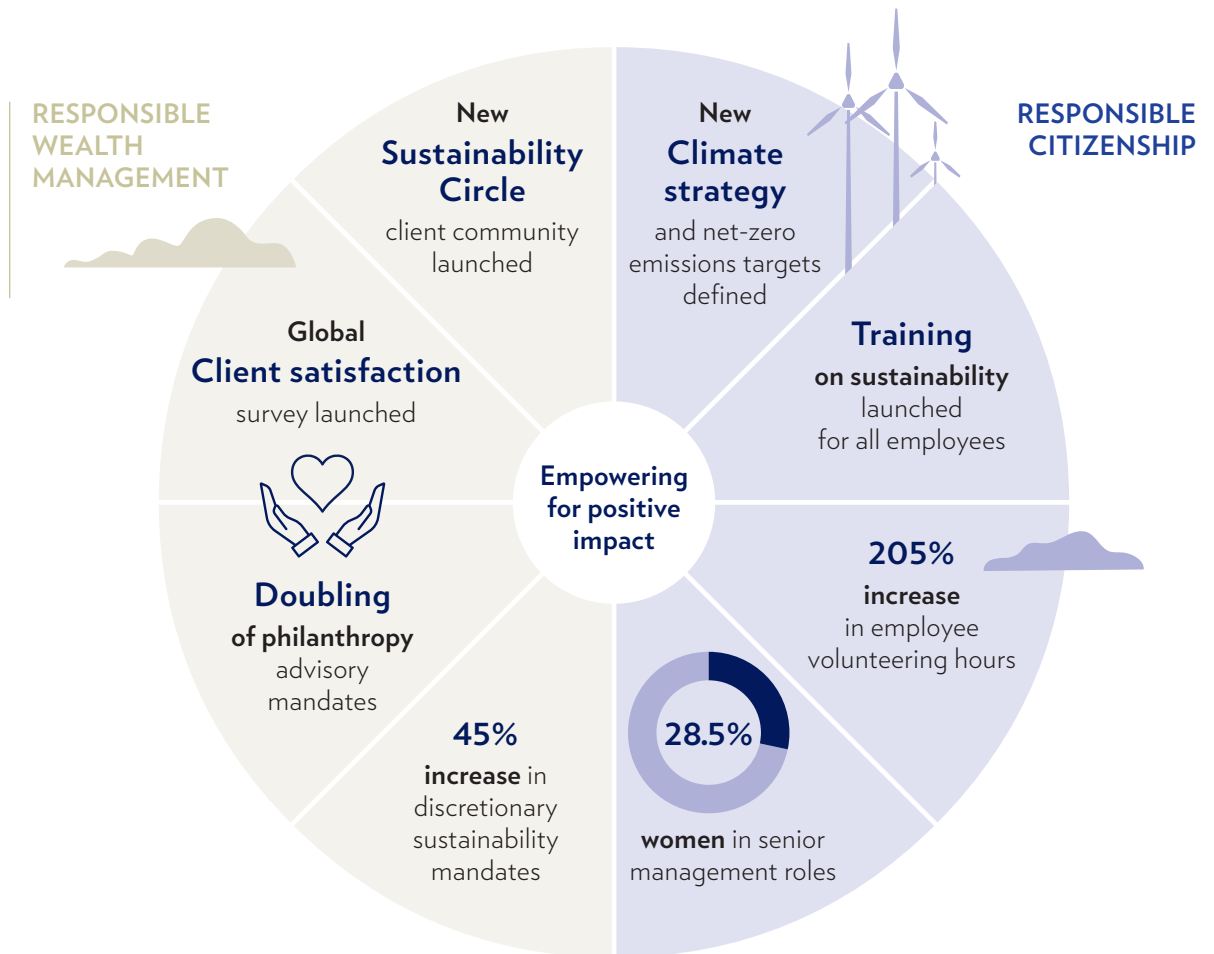 RESPONSIBLE
WEALTH
MANAGEMENT
RESPONSIBLE
CITIZENSHIP
New
Sustainability
Circle
client community
launched
New
Climate
strategy
and net-zero
emissions targets
defined
Global
Client satisfaction
survey launched
Training
on sustainability
launched
for all employees
Empowering
for positive
impact
Doubling
of philanthropy
advisory
mandates
205%
increase
in employee
volunteering hours
45%
increase in
discretionary
sustainability
mandates
28.5%
women in senior
management roles